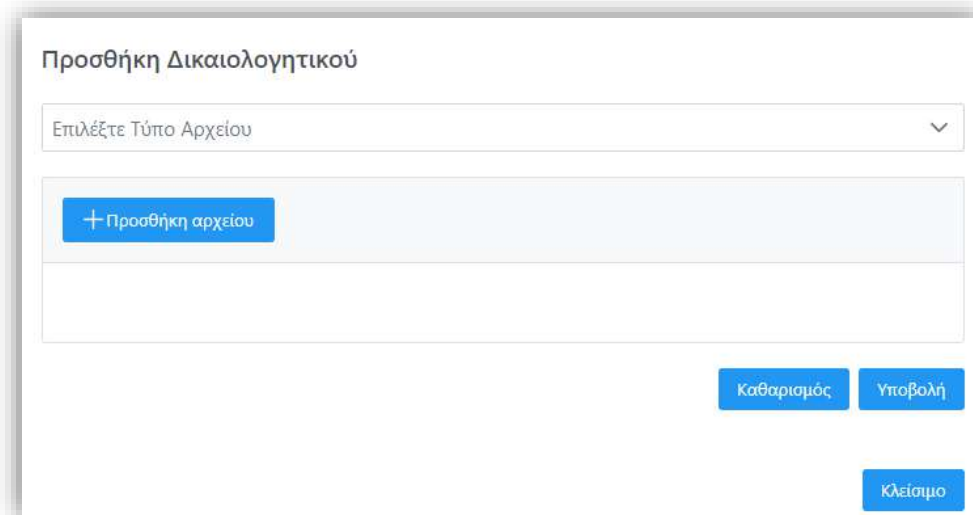 Προσθήκη Δικαιολογητικού
Επιλέξτε Τύπο Αρχείου
Προσθήκη αρχείου
Καθαρισμός Υποβολή
Κλείσιμο